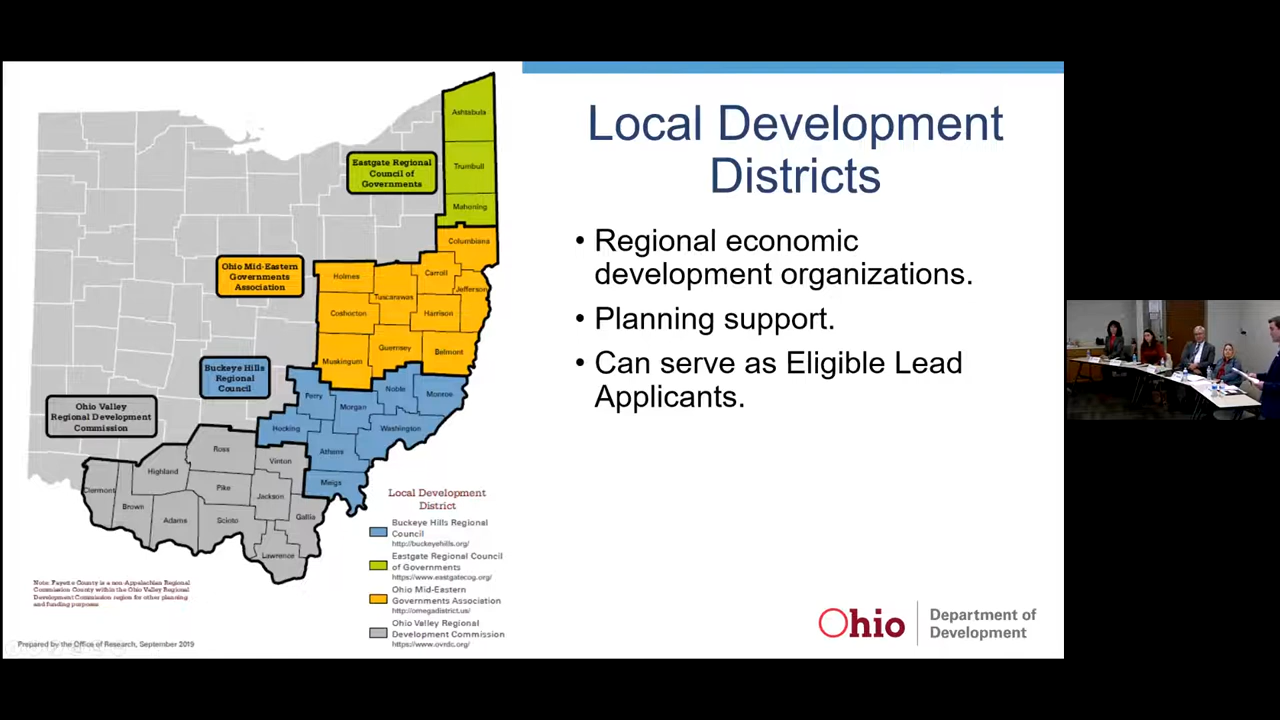 Local Development
Districts
• Regional economic
development organizations.
• Planning support.
• Can serve as Eligible Lead
Applicants.
Eastgate Regional
Council of
Governments
Ohio Mid-Eastern
Governments
Association
Buckeye Hills
Regional
Council
Ohio Valley
Regional Development
Commission
Ashtabula
Trumbull
Mahoning
Columbiana
Holmes
Carroll
Jefferson
Tuscarawas
Coshocton
Harrison
Muskingum
Guernsey
Belmont
Perry
Noble
Monroe
Morgan
Hocking
Washington
Athens
Meigs
Ross
Vinton
Highland
Pike
Jackson
Clermont
Brown
Adams
Scioto
Gallia
Lawrence
Local Development
District
Buckeye Hills Regional
Council
http://buckeyehills.org/
Eastgate Regional Council
of Governments
https://www.eastgatecog.org/
Ohio Mid-Eastern
Governments Association
http://omegadistrict.us/
Ohio Valley Regional
Development Commission
https://www.ovrdc.org/
Note: Fayette County is a non-Appalachian Regional
Commission County within the Ohio Valley Regional
Development Commission region for other planning
and funding purposes
Prepared by the Office of Research, September 2019
Ohio
Department of
Development